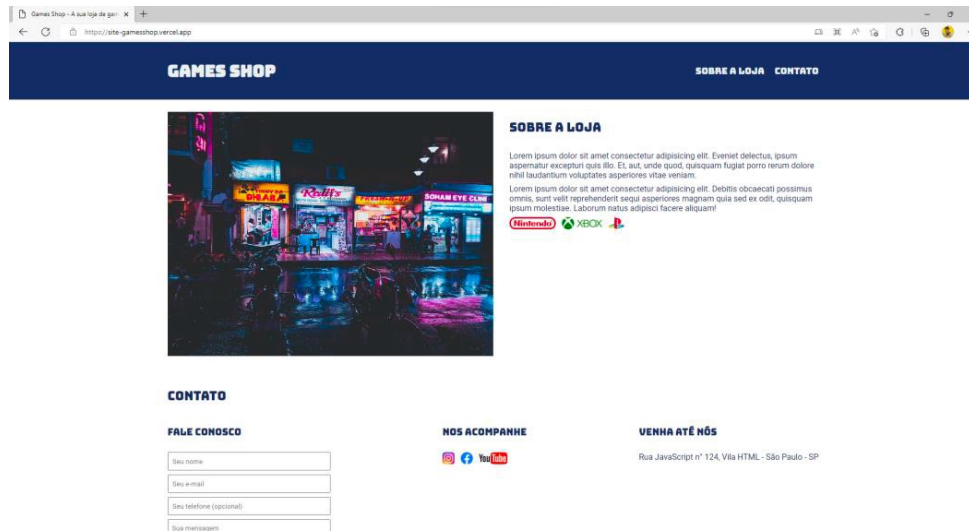 Games Shop - A sua loja de gam
https://site-gamesshop.vercel.app
GAMES SHOP
SOBRE A LOJA CONTATO
SOBRE A LOJA
Lorem ipsum dolor sit amet consectetur adipisicing elit. Eveniet delectus, ipsum
aspernatur excepturi quis illo. Et, aut, unde quod, quisquam fugiat porro rerum dolore
nihil laudantium voluptates asperiores vitae veniam.
Lorem ipsum dolor sit amet consectetur adipisicing elit. Debitis obcaecati possimus
omnis, sunt velit reprehenderit sequi asperiores magnam quia sed ex odit, quisquam
ipsum molestiae. Laborum natus adipisci facere aliquam!
Nintendo XBOX
SOHAM EYE CLINI
CONTATO
FALE CONOSCO
Seu nome
Seu e-mail
Seu telefone (opcional)
Sua mensagem
NOS ACOMPANHE
YouTube
VENHA ATÉ NÓS
Rua JavaScript n° 124, Vila HTML - São Paulo - SP